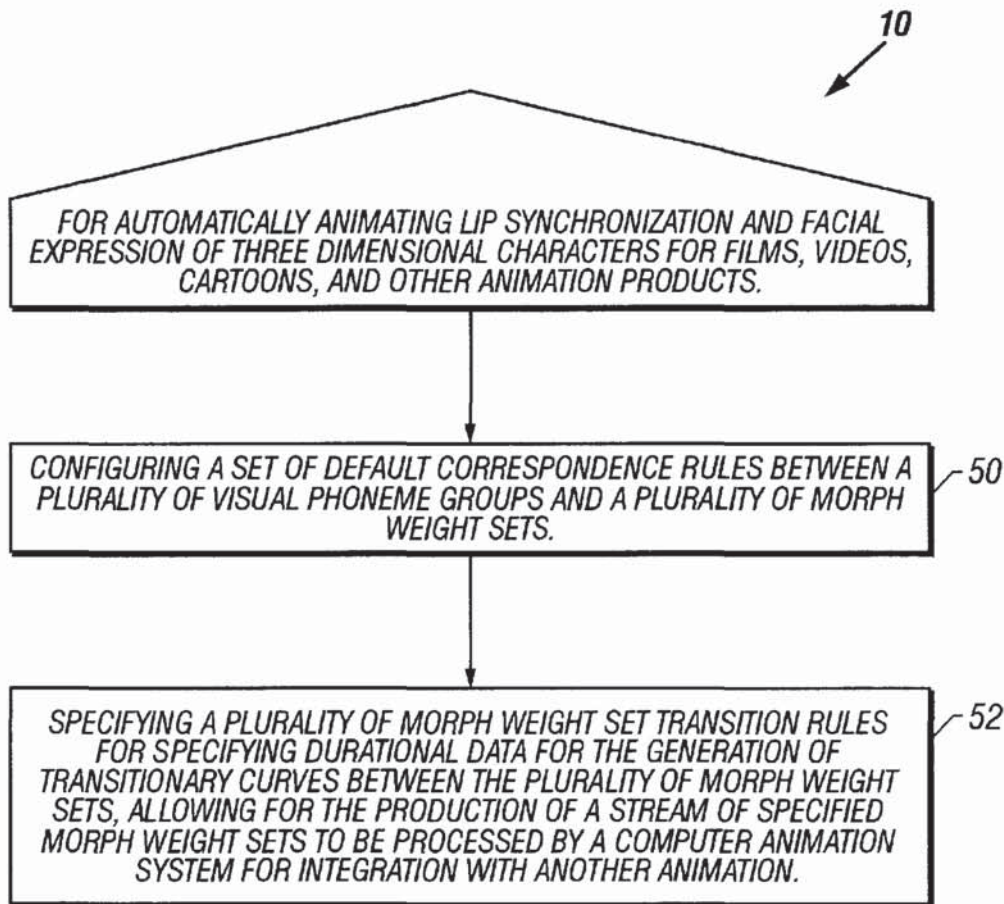 10
FOR AUTOMATICALLY ANIMATING LIP SYNCHRONIZATION AND FACIAL
EXPRESSION OF THREE DIMENSIONAL CHARACTERS FOR FILMS, VIDEOS,
CARTOONS, AND OTHER ANIMATION PRODUCTS.
CONFIGURING A SET OF DEFAULT CORRESPONDENCE RULES BETWEEN A
PLURALITY OF VISUAL PHONEME GROUPS AND A PLURALITY OF MORPH
WEIGHT SETS.
50
SPECIFYING A PLURALITY OF MORPH WEIGHT SET TRANSITION RULES
FOR SPECIFYING DURATIONAL DATA FOR THE GENERATION OF
TRANSITIONARY CURVES BETWEEN THE PLURALITY OF MORPH WEIGHT
SETS, ALLOWING FOR THE PRODUCTION OF A STREAM OF SPECIFIED
MORPH WEIGHT SETS TO BE PROCESSED BY A COMPUTER ANIMATION
SYSTEM FOR INTEGRATION WITH ANOTHER ANIMATION.
52